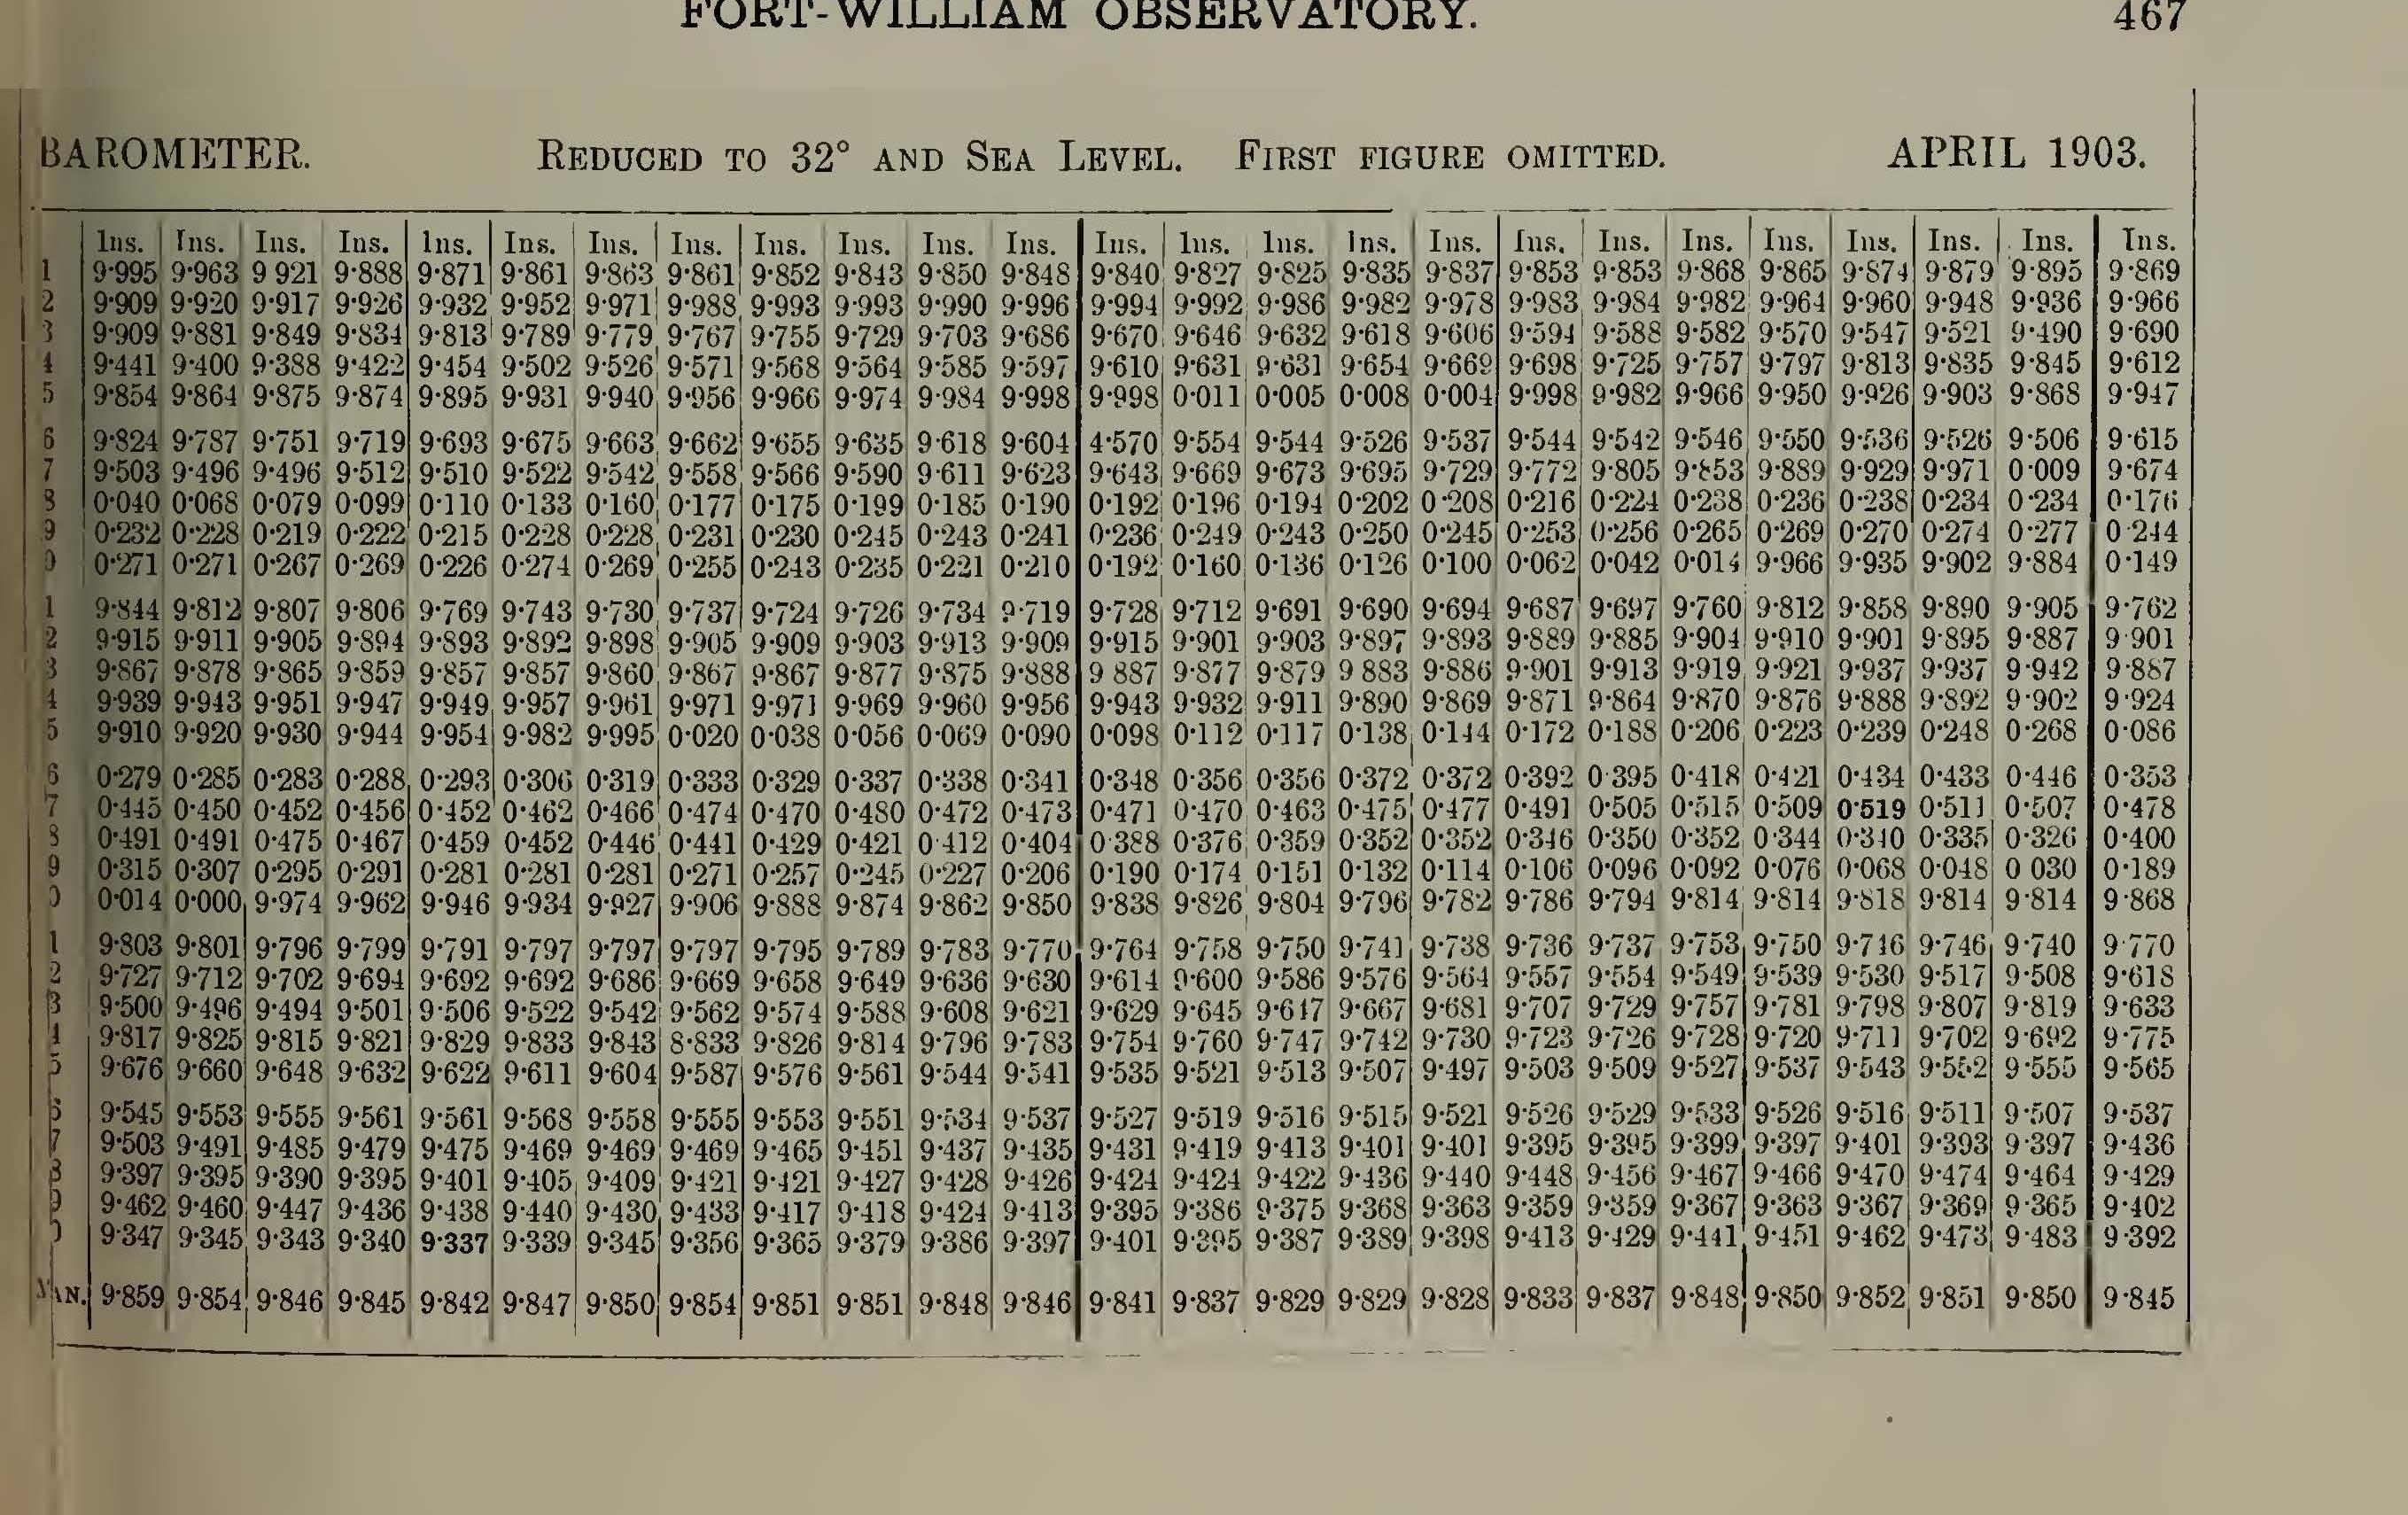 FORT-WILLIAM OBSERVATORY. 467
BAROMETER. REDUCED TO 32° AND SEA LEVEL. FIRST FIGURE OMITTED. APRIL 1903.
Ins. Ins. Ins. Ins. Ins. Ins. Ins. Ins. Ins. Ins. Ins. Ins. Ins. Ins. Ins. Ins. Ins. Ins. Ins. Ins. Ins. Ins. Ins. Ins. Ins.
1 9·995 9·963 9 921 9·888 9·871 9·861 9·863 9·861 9·852 9·843 9·850 9·848 9·840 9·827 9·825 9·835 9·837 9·853 9·853 9·868 9·865 9·874 9·879 9·895 9·869
2 9·909 9·920 9·917 9·926 9·932 9·952 9·971 9·988 9·993 9·993 9·990 9·996 9·994 9·992 9·986 9·982 9·978 9·983 9·984 9·982 9·964 9·960 9·948 9·936 9·966
3 9·909 9·881 9·849 9·834 9·813 9·789 9·779 9·767 9·755 9·729 9·703 9·686 9·670 9·646 9·632 9·618 9·606 9·594 9·588 9·582 9·570 9·547 9·521 9·490 9·690
4 9·441 9·400 9·388 9·422 9·454 9·502 9·526 9·571 9·568 9·564 9·585 9·597 9·610 9·631 9·631 9·654 9·669 9·698 9·725 9·757 9·797 9·813 9·835 9·845 9·612
5 9·854 9·864 9·875 9·874 9·895 9·931 9·940 9·956 9·966 9·974 9·984 9·998 9·998 0·011 0·005 0·008 0·004 9·998 9·982 9·966 9·950 9·926 9·903 9·868 9·947
6 9·824 9·787 9·751 9·719 9·693 9·675 9·663 9·662 9·655 9·635 9·618 9·604 4·570 9·554 9·544 9·526 9·537 9·544 9·542 9·546 9·550 9·536 9·526 9·506 9·615
7 9·503 9·496 9·496 9·512 9·510 9·522 9·542 9·558 9·566 9·590 9·611 9·623 9·643 9·669 9·673 9·695 9·729 9·772 9·805 9·853 9·889 9·929 9·971 0·009 9·674
8 0·040 0·068 0·079 0·099 0·110 0·133 0·160 0·177 0·175 0·199 0·185 0·190 0·192 0·196 0·194 0·202 0·208 0·216 0·224 0·238 0·236 0·238 0·234 0·234 0·176
9 0·232 0·228 0·219 0·222 0·215 0·228 0·228 0·231 0·230 0·245 0·243 0·241 0·236 0·249 0·243 0·250 0·245 0·253 0·256 0·265 0·269 0·270 0·274 0·277 0·244
0 0·271 0·271 0·267 0·269 0·226 0·274 0·269 0·255 0·243 0·235 0·221 0·210 0·192 0·160 0·136 0·126 0·100 0·062 0·042 0·014 9·966 9·935 9·902 9·884 0·149
1 9·844 9·812 9·807 9·806 9·769 9·743 9·730 9·737 9·724 9·726 9·734 9·719 9·728 9·712 9·691 9·690 9·694 9·687 9·697 9·760 9·812 9·858 9·890 9·905 9·762
2 9·915 9·911 9·905 9·894 9·893 9·892 9·898 9·905 9·909 9·903 9·913 9·909 9·915 9·901 9·903 9·897 9·893 9·889 9·885 9·904 9·910 9·901 9·895 9·887 9·901
3 9·867 9·878 9·865 9·859 9·857 9·857 9·860 9·867 9·867 9·877 9·875 9·888 9 887 9·877 9·879 9 883 9·886 9·901 9·913 9·919 9·921 9·937 9·937 9·942 9·887
4 9·939 9·943 9·951 9·947 9·949 9·957 9·961 9·971 9·971 9·969 9·960 9·956 9·943 9·932 9·911 9·890 9·869 9·871 9·864 9·870 9·876 9·888 9·892 9·902 9·924
5 9·910 9·920 9·930 9·944 9·954 9·982 9·995 0·020 0·038 0·056 0·069 0·090 0·098 0·112 0·117 0·138 0·144 0·172 0·188 0·206 0·223 0·239 0·248 0·268 0·086
6 0·279 0·285 0·283 0·288 0·293 0·306 0·319 0·333 0·329 0·337 0·338 0·341 0·348 0·356 0·356 0·372 0·372 0·392 0·395 0·418 0·421 0·434 0·433 0·446 0·353
7 0·445 0·450 0·452 0·456 0·452 0·462 0·466 0·474 0·470 0·480 0·472 0·473 0·471 0·470 0·463 0·475 0·477 0·491 0·505 0·515 0·509 0·519 0·511 0·507 0·478
8 0·491 0·491 0·475 0·467 0·459 0·452 0·446 0·441 0·429 0·421 0·412 0·404 0·388 0·376 0·359 0·352 0·352 0·346 0·350 0·352 0·344 0·340 0·335 0·326 0·400
9 0·315 0·307 0·295 0·291 0·281 0·281 0·281 0·271 0·257 0·245 0·227 0·206 0·190 0·174 0·151 0·132 0·114 0·106 0·096 0·092 0·076 0·068 0·048 0 030 0·189
0 0·014 0·000 9·974 9·962 9·946 9·934 9·927 9·906 9·888 9·874 9·862 9·850 9·838 9·826 9·804 9·796 9·782 9·786 9·794 9·814 9·814 9·818 9·814 9·814 9·868
1 9·803 9·801 9·796 9·799 9·791 9·797 9·797 9·797 9·795 9·789 9·783 9·770 9·764 9·758 9·750 9·741 9·738 9·736 9·737 9·753 9·750 9·746 9·746 9·740 9·770
2 9·727 9·712 9·702 9·694 9·692 9·692 9·686 9·669 9·658 9·649 9·636 9·630 9·614 9·600 9·586 9·576 9·564 9·557 9·554 9·549 9·539 9·530 9·517 9·508 9·618
3 9·500 9·496 9·494 9·501 9·506 9·522 9·542 9·562 9·574 9·588 9·608 9·621 9·629 9·645 9·647 9·667 9·681 9·707 9·729 9·757 9·781 9·798 9·807 9·819 9·633
4 9·817 9·825 9·815 9·821 9·829 9·833 9·843 8·833 9·826 9·814 9·796 9·783 9·754 9·760 9·747 9·742 9·730 9·723 9·726 9·728 9·720 9·711 9·702 9·692 9·775
5 9·676 9·660 9·648 9·632 9·622 9·611 9·604 9·587 9·576 9·561 9·544 9·541 9·535 9·521 9·513 9·507 9·497 9·503 9·509 9·527 9·537 9·543 9·552 9·555 9·565
6 9·545 9·553 9·555 9·561 9·561 9·568 9·558 9·555 9·553 9·551 9·534 9·537 9·527 9·519 9·516 9·515 9·521 9·526 9·529 9·533 9·526 9·516 9·511 9·507 9·537
7 9·503 9·491 9·485 9·479 9·475 9·469 9·469 9·469 9·465 9·451 9·437 9·435 9·431 9·419 9·413 9·401 9·401 9·395 9·395 9·399 9·397 9·401 9·393 9·397 9·436
8 9·397 9·395 9·390 9·395 9·401 9·405 9·409 9·421 9·421 9·427 9·428 9·426 9·424 9·424 9·422 9·436 9·440 9·448 9·456 9·467 9·466 9·470 9·474 9·464 9·429
9 9·462 9·460 9·447 9·436 9·438 9·440 9·430 9·433 9·417 9·418 9·424 9·413 9·395 9·386 9·375 9·368 9·363 9·359 9·359 9·367 9·363 9·367 9·369 9·365 9·402
0 9·347 9·345 9·343 9·340 9·337 9·339 9·345 9·356 9·365 9·379 9·386 9·397 9·401 9·395 9·387 9·389 9·398 9·413 9·429 9·441 9·451 9·462 9·473 9·483 9·392
AN. 9·859 9·854 9·846 9·845 9·842 9·847 9·850 9·854 9·851 9·851 9·848 9·846 9·841 9·837 9·829 9·829 9·828 9·833 9·837 9·848 9·850 9·852 9·851 9·850 9·845